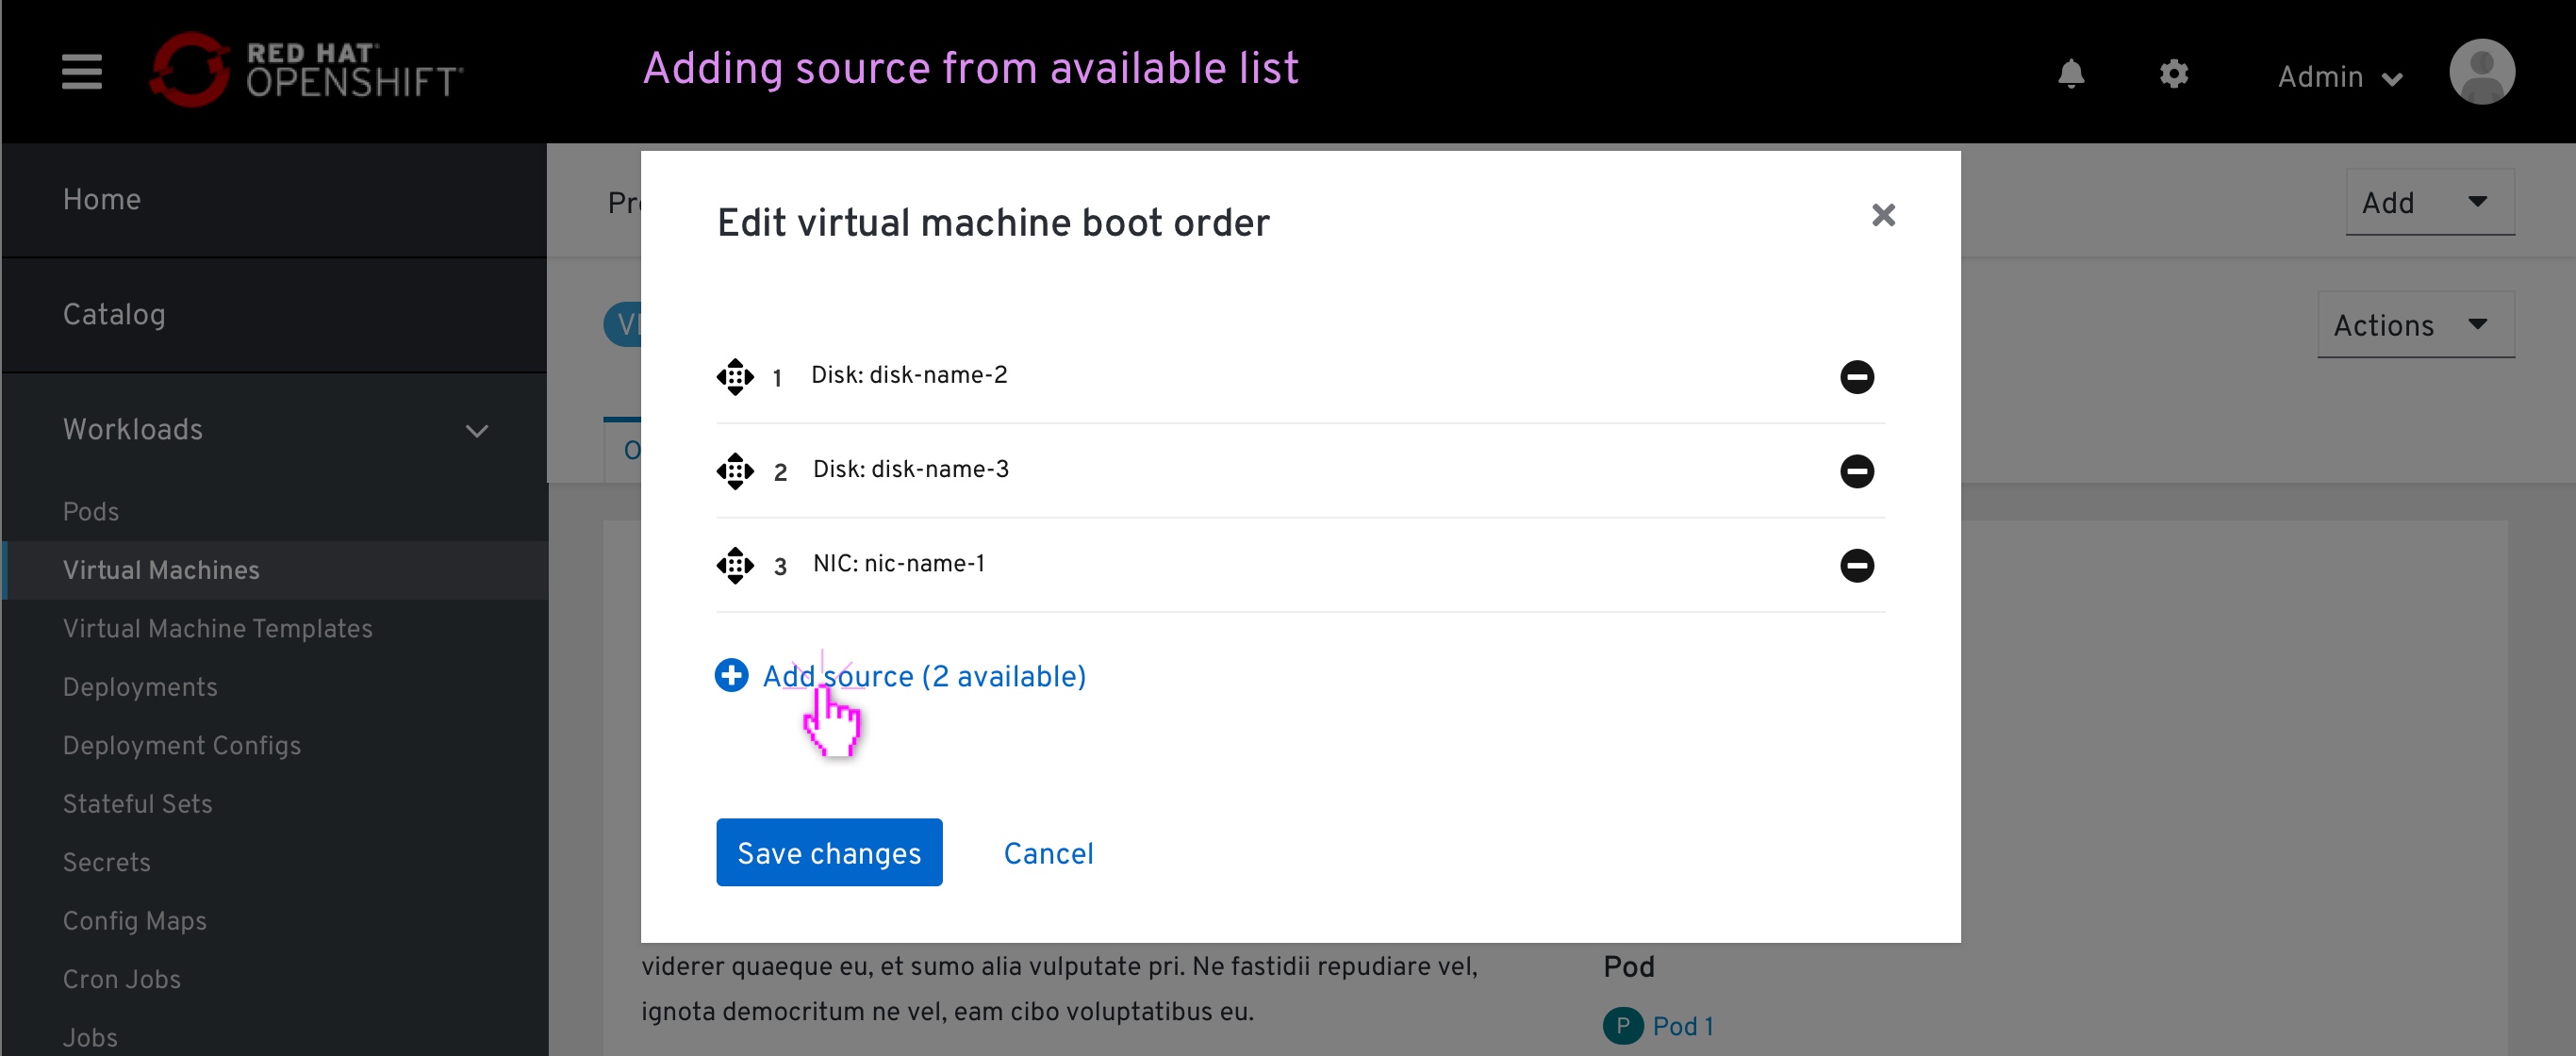 RED HAT
OPENSHIFT
Adding source from available list
Admin
Home
Catalog
Workloads
Pods
Virtual Machines
Virtual Machine Templates
Deployments
Deployment Configs
Stateful Sets
Secrets
Config Maps
Cron Jobs
Jobs
Add
Actions
Edit virtual machine boot order
1 Disk: disk-name-2
2 Disk: disk-name-3
3 NIC: nic-name-1
Add source (2 available)
Save changes Cancel
viderer quaeque eu, et sumo alia vulputate pri. Ne fastidii repudiare vel,
ignota democritum ne vel, eam cibo voluptatibus eu.
Pod
P Pod 1